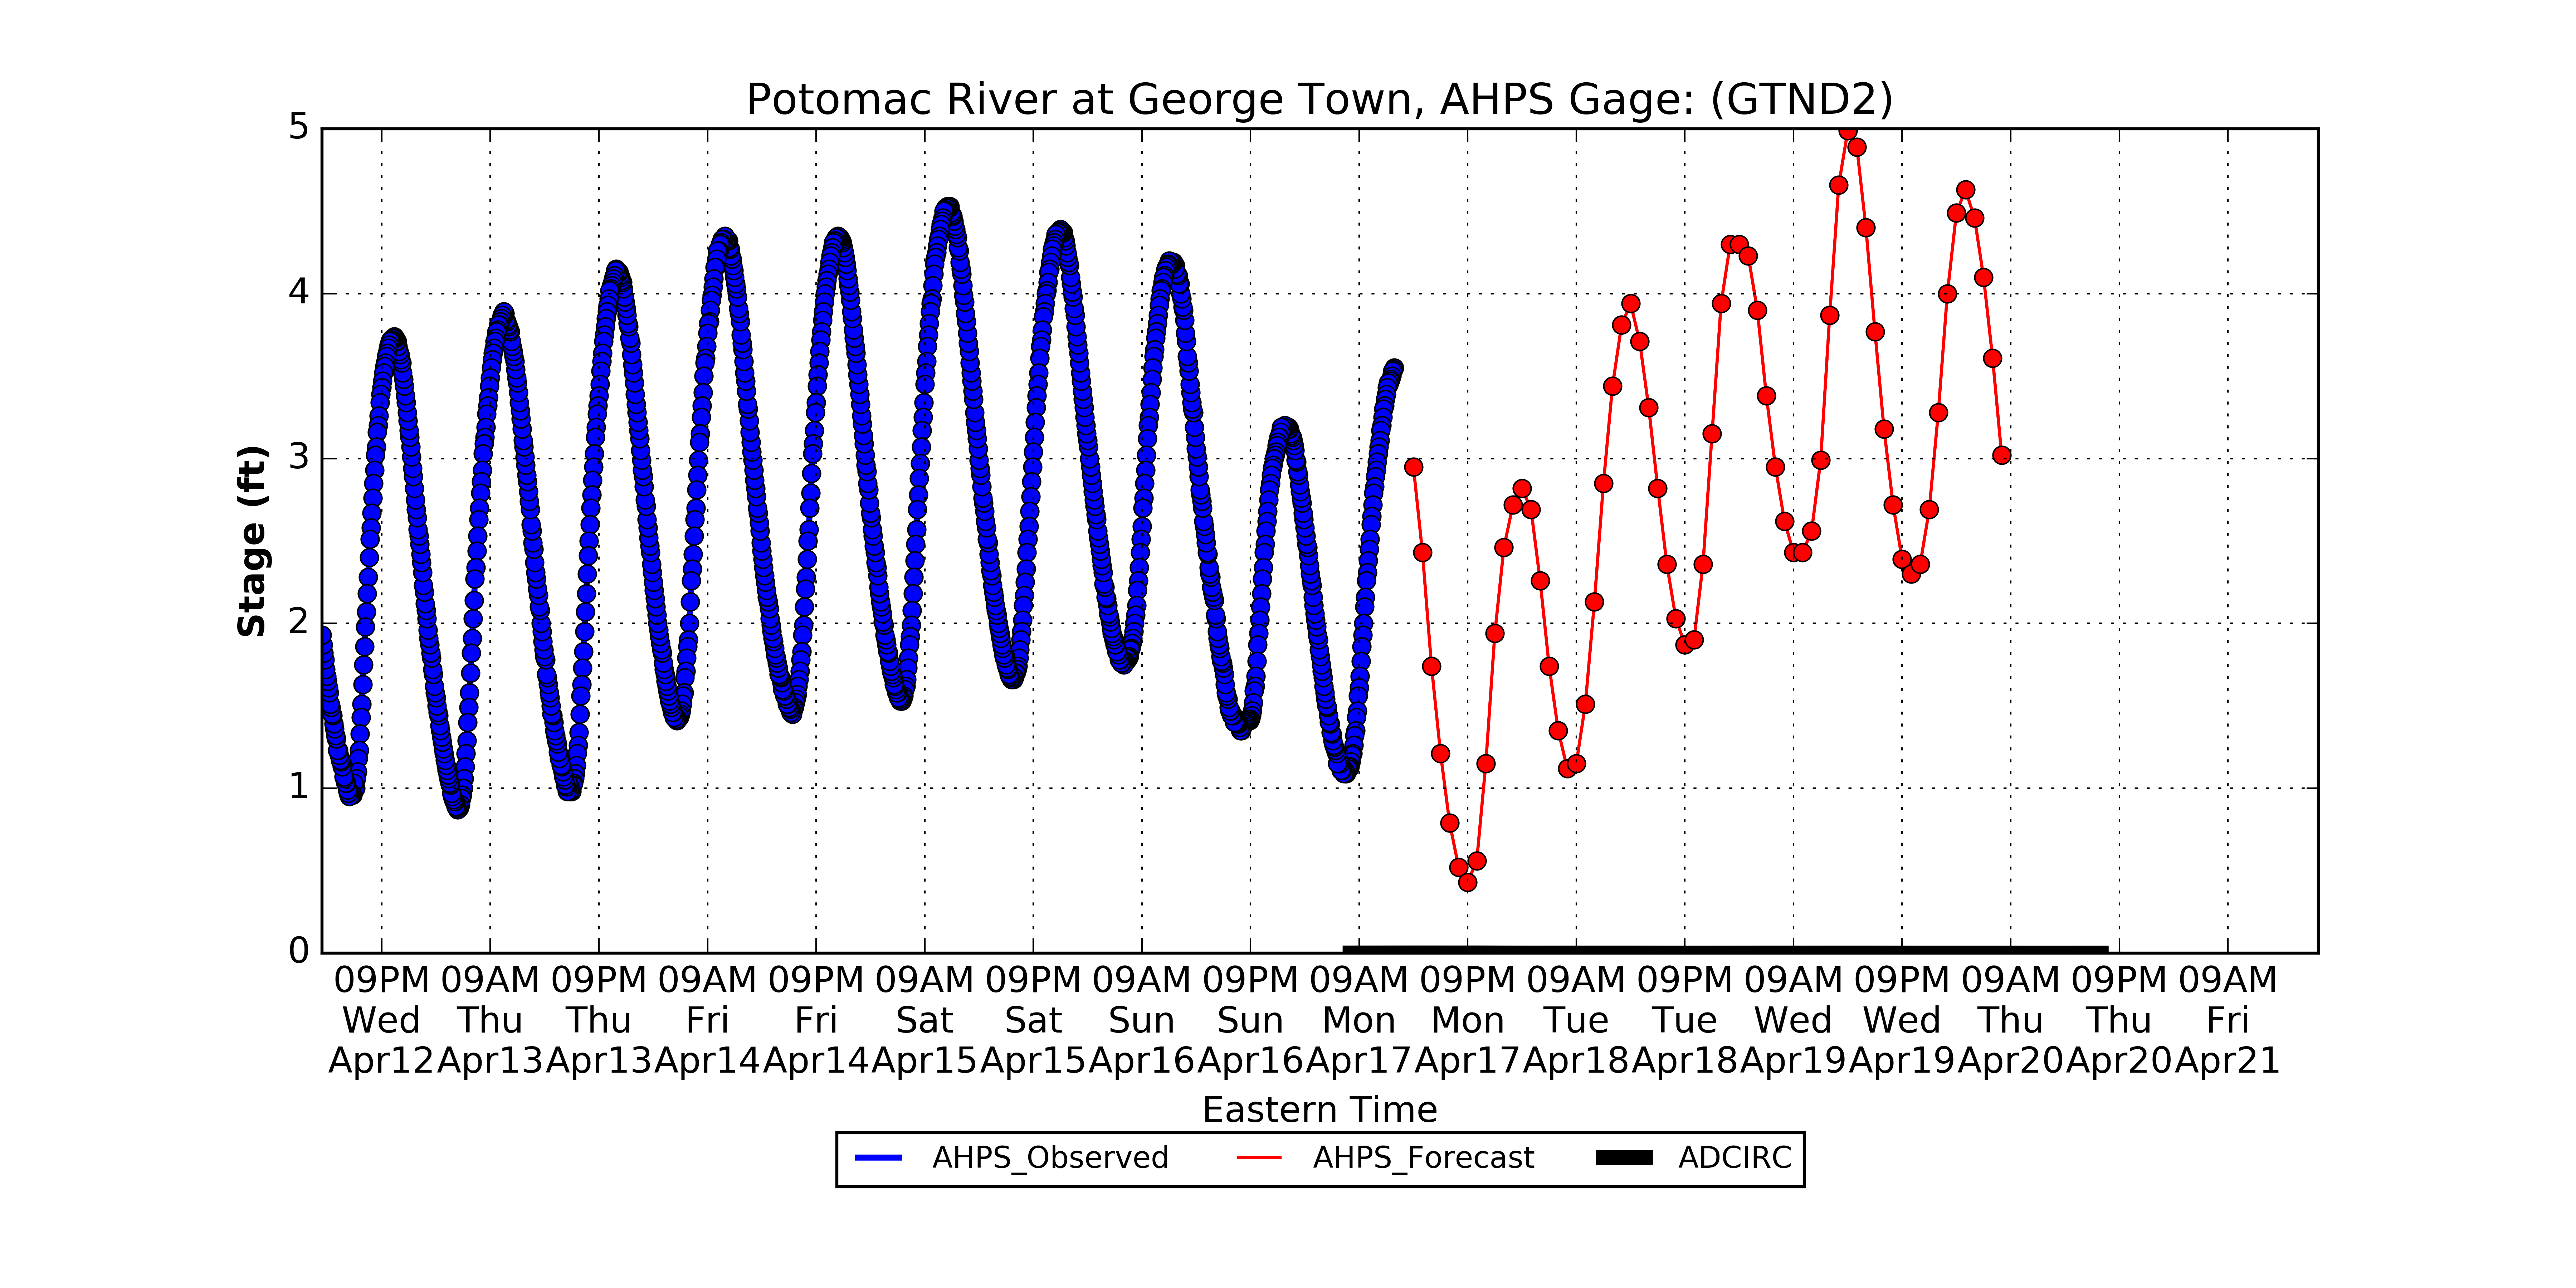 Potomac River at George Town, AHPS Gage: (GTND2)
5
4
3
2
1
0
Stage (ft)
09PM 09AM 09PM 09AM 09PM 09AM 09PM 09AM 09PM 09AM 09PM 09AM 09PM 09AM 09PM 09AM 09PM 09AM
Wed Thu Thu Fri Fri Sat Sat Sun Sun Mon Mon Tue Tue Wed Wed Thu Thu Fri
Apr12 Apr13 Apr13 Apr14 Apr14 Apr15 Apr15 Apr16 Apr16 Apr17 Apr17 Apr18 Apr18 Apr19 Apr19 Apr20 Apr20 Apr21
Eastern Time
AHPS_Observed AHPS_Forecast ADCIRC